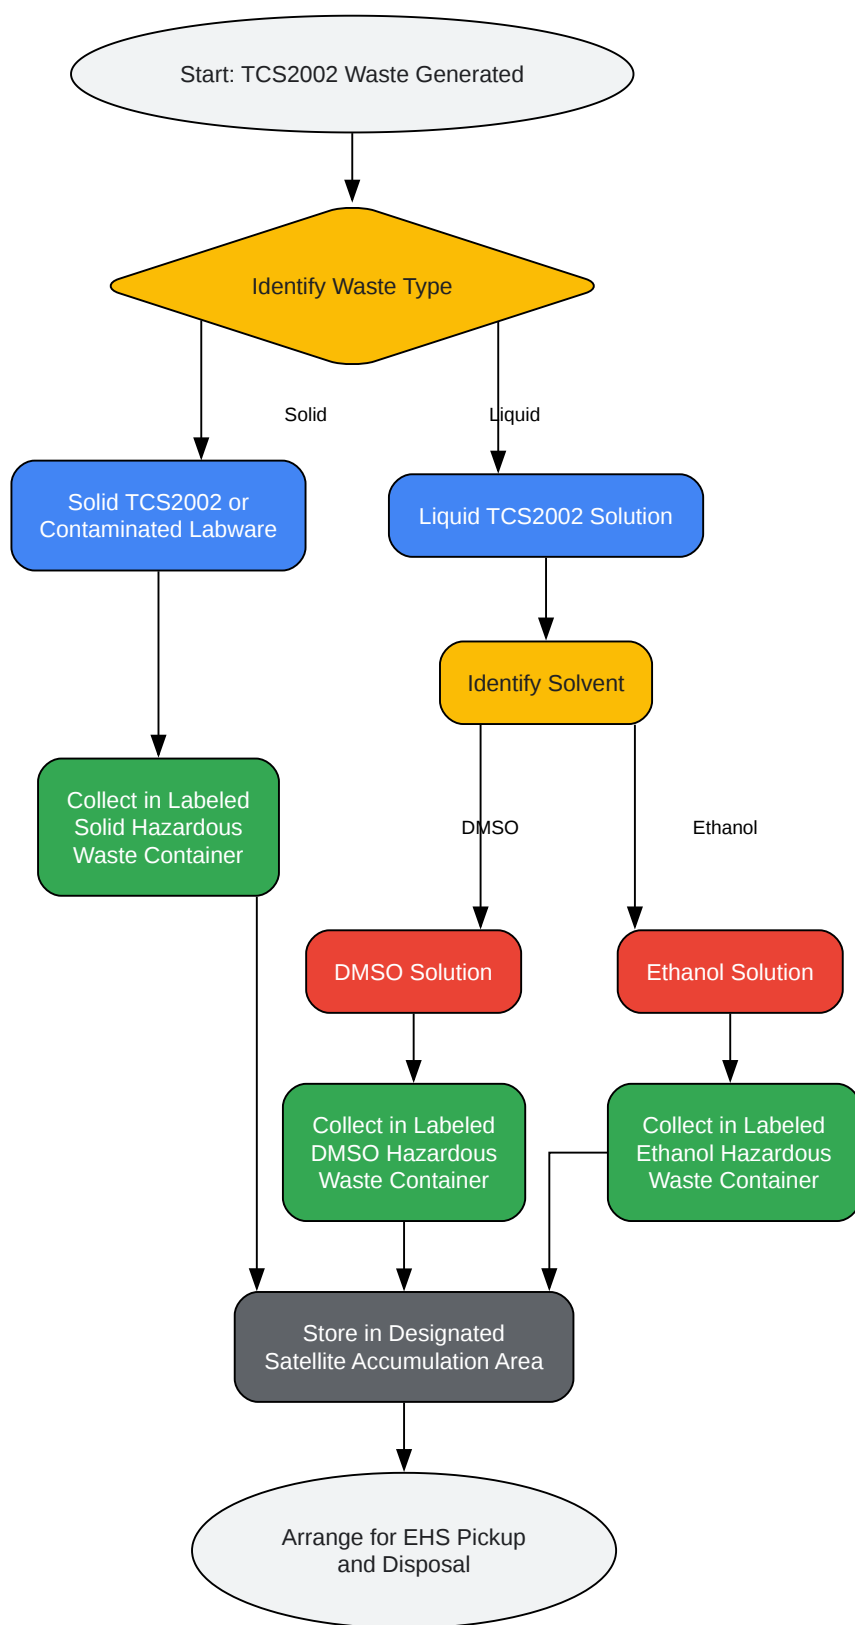 Start: TCS2002 Waste Generated
Identify Waste Type
Solid
Liquid
Solid TCS2002 or
Contaminated Labware
Liquid TCS2002 Solution
Identify Solvent
Collect in Labeled
Solid Hazardous
Waste Container
DMSO
Ethanol
DMSO Solution
Ethanol Solution
Collect in Labeled
DMSO Hazardous
Waste Container
Collect in Labeled
Ethanol Hazardous
Waste Container
Store in Designated
Satellite Accumulation Area
Arrange for EHS Pickup
and Disposal